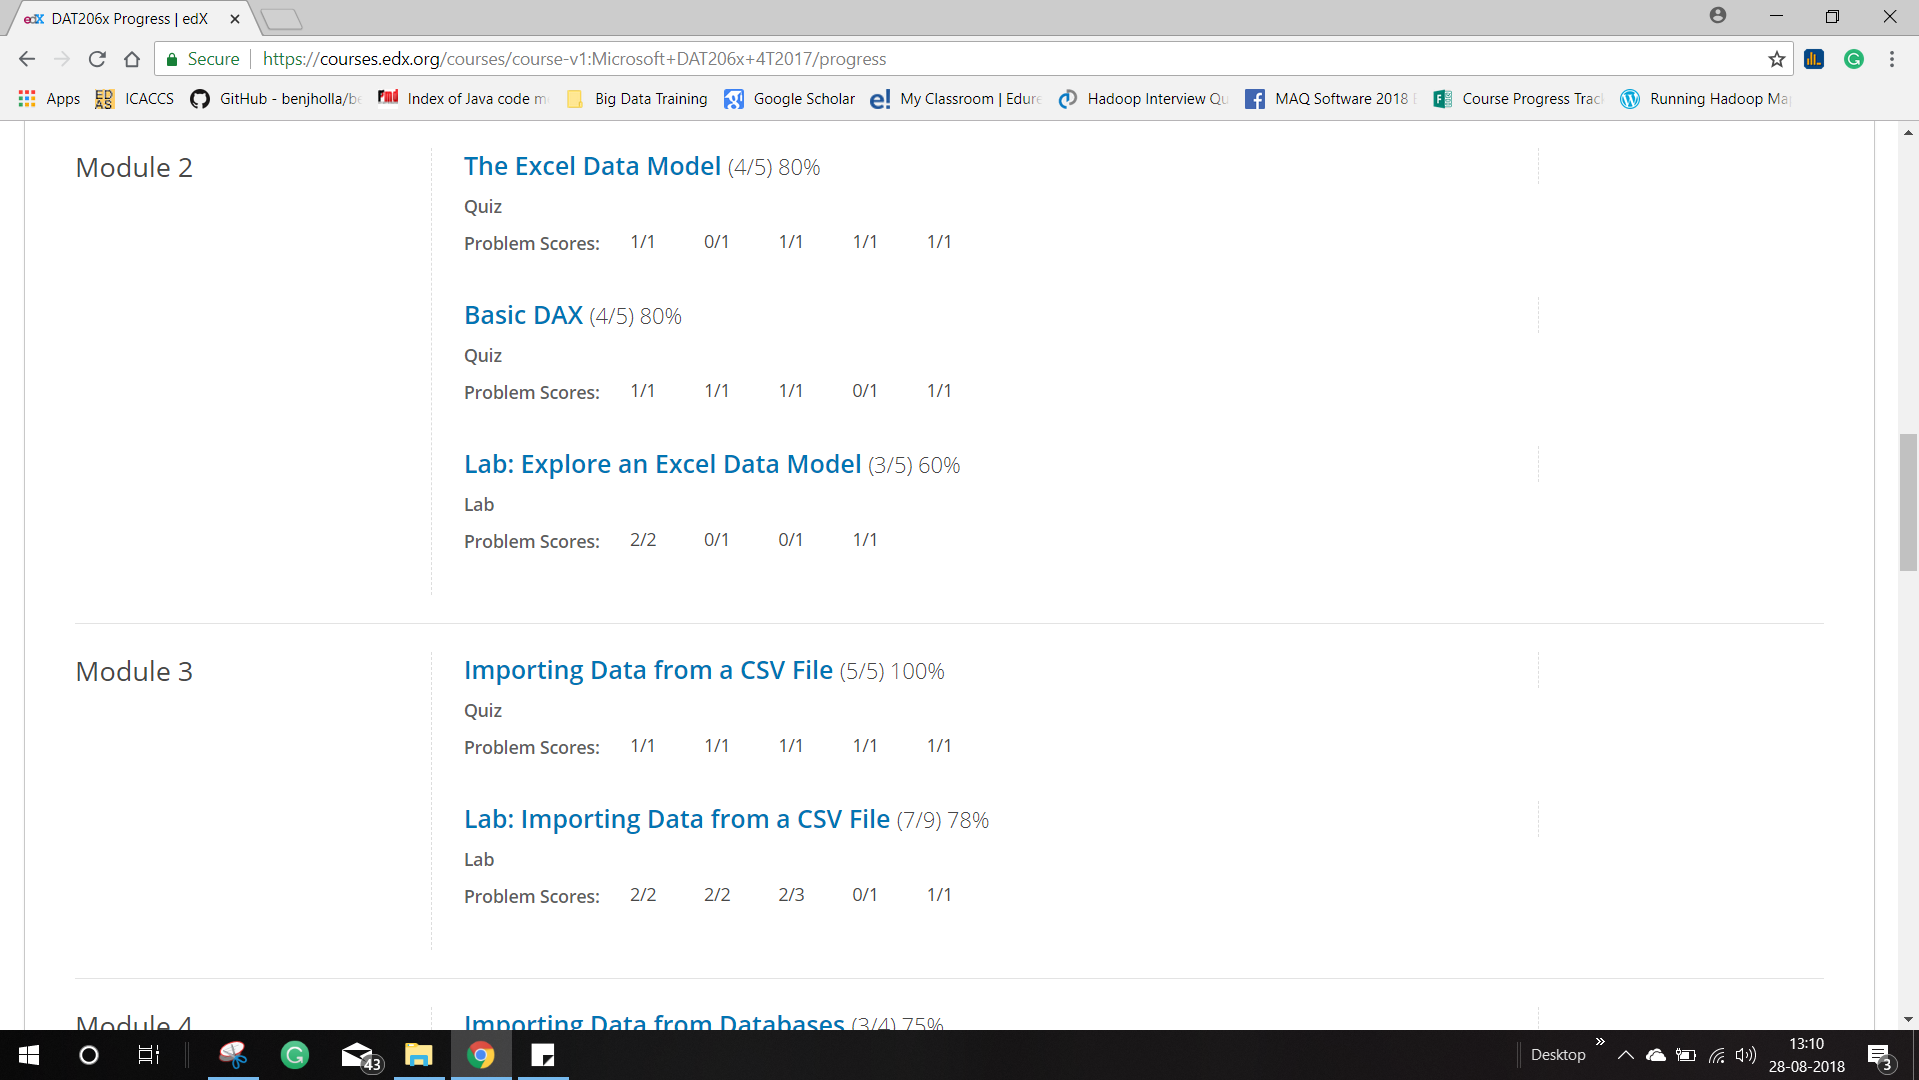 edX DAT206x Progress | edX
Secure https://courses.edx.org/courses/course-v1:Microsoft+DAT206x+4T2017/progress
Apps EDAS ICACCS GitHub - benjholla/be Index of Java code m Big Data Training Google Scholar e! My Classroom | Edure Hadoop Interview Qu MAQ Software 2018 Course Progress Trac Running Hadoop Ma
Module 2
The Excel Data Model (4/5) 80%
Quiz
Problem Scores: 1/1 0/1 1/1 1/1 1/1
Basic DAX (4/5) 80%
Quiz
Problem Scores: 1/1 1/1 1/1 0/1 1/1
Lab: Explore an Excel Data Model (3/5) 60%
Lab
Problem Scores: 2/2 0/1 0/1 1/1
Module 3
Importing Data from a CSV File (5/5) 100%
Quiz
Problem Scores: 1/1 1/1 1/1 1/1 1/1
Lab: Importing Data from a CSV File (7/9) 78%
Lab
Problem Scores: 2/2 2/2 2/3 0/1 1/1
Module 4
Importing Data from Databases (3/4) 75%
43
Desktop
13:10
28-08-2018
3